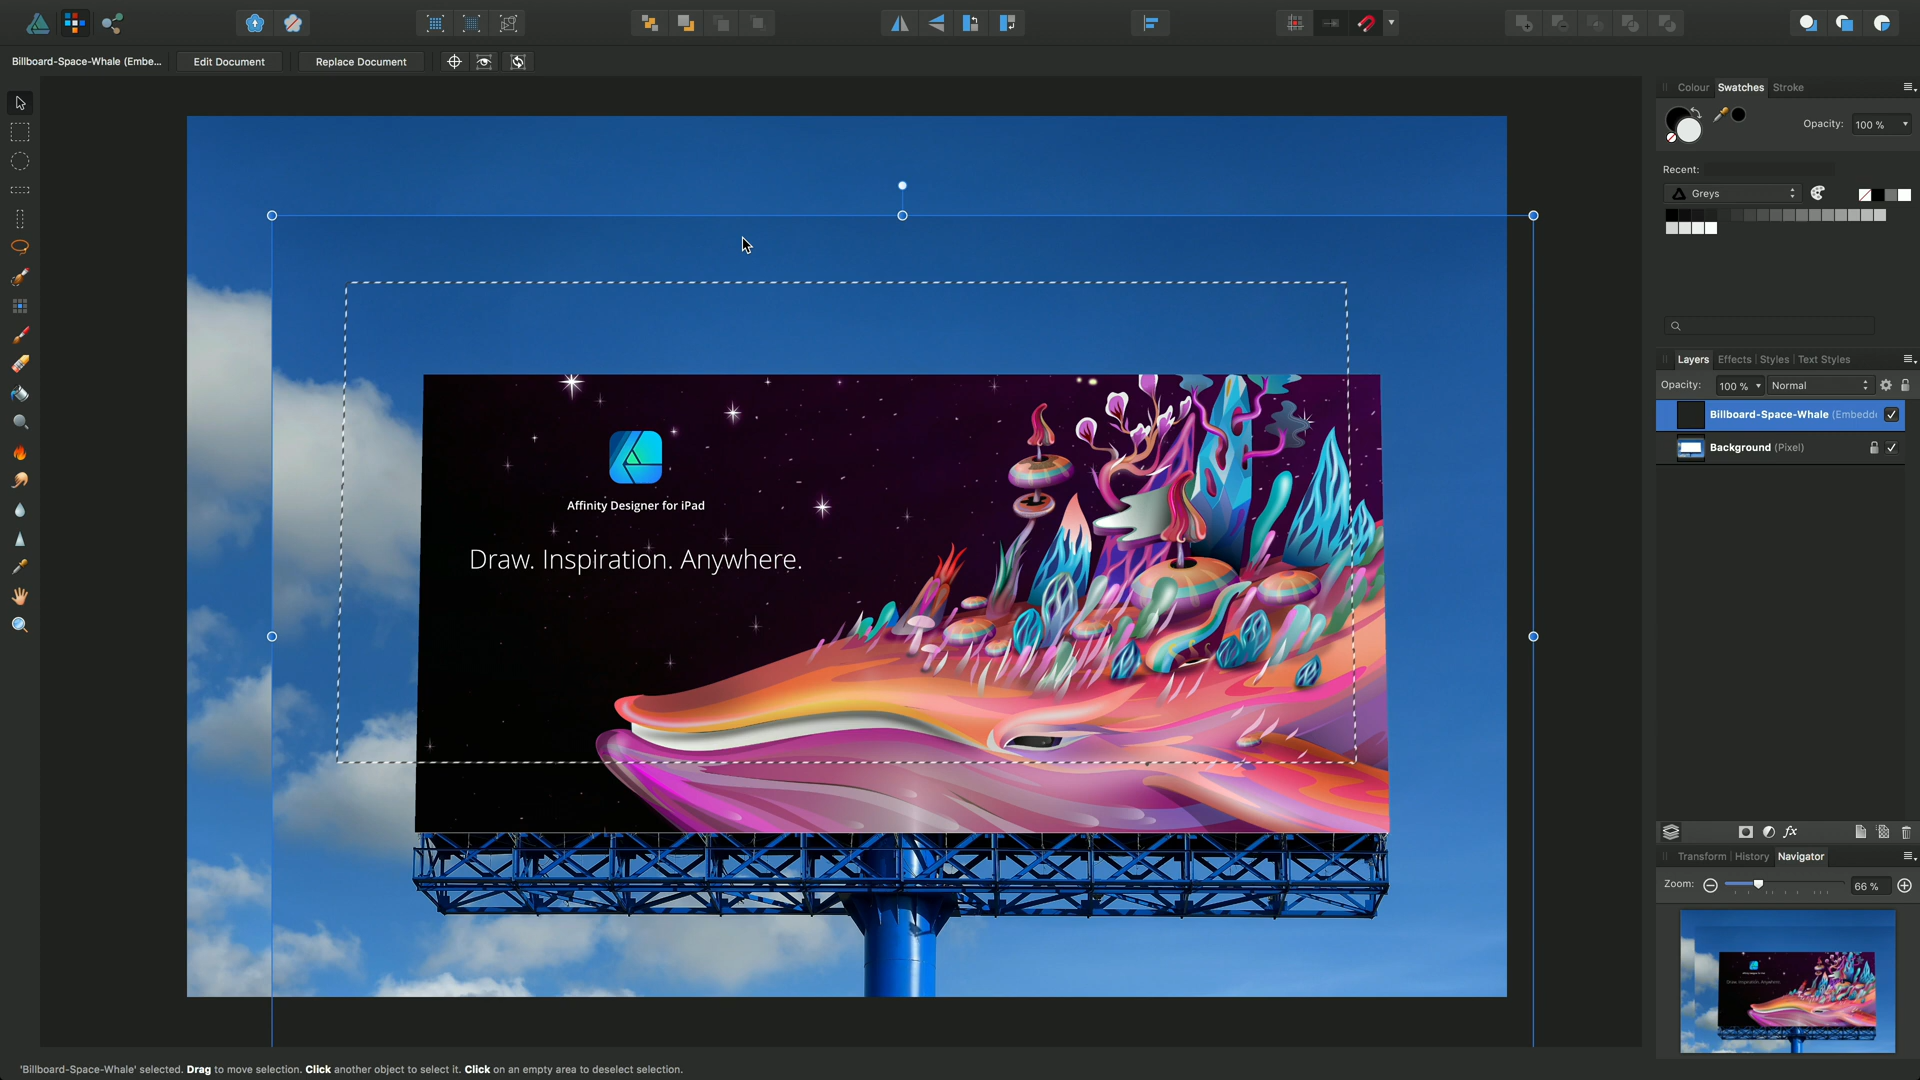 Billboard-Space-Whale (Embe...
Edit Document
Replace Document
Colour
Swatches
Stroke
Opacity:
100 %
Recent:
Greys
Affinity Designer for iPad
Draw. Inspiration. Anywhere.
Layers
Effects
Styles
Text Styles
Opacity:
100 %
Normal
Billboard-Space-Whale (Embedd
Background (Pixel)
fx
Transform
History
Navigator
Zoom:
66 %
'Billboard-Space-Whale' selected. Drag to move selection. Click another object to select it. Click on an empty area to deselect selection.